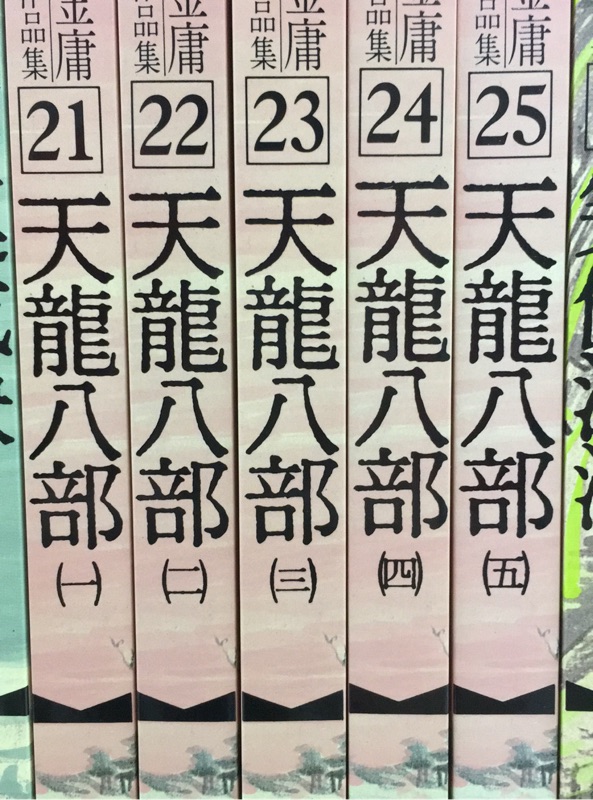 金庸
作品集
21
天龍八部
(一)
金庸
作品集
22
天龍八部
(二)
金庸
作品集
23
天龍八部
(三)
金庸
作品集
24
天龍八部
(四)
金庸
作品集
25
天龍八部
(五)